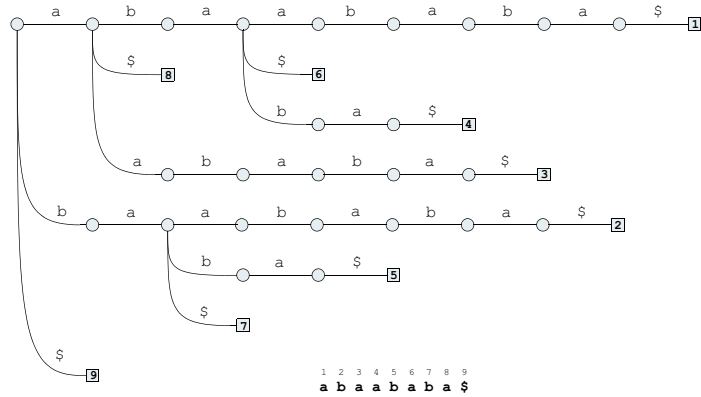 a b a a b a b a $ 1
$ 8 $ 6
b a $ 4
a b a b a $ 3
b a a b a b a $ 2
b a $ 5
$ 7
$ 9
1 2 3 4 5 6 7 8 9
a b a a b a b a $